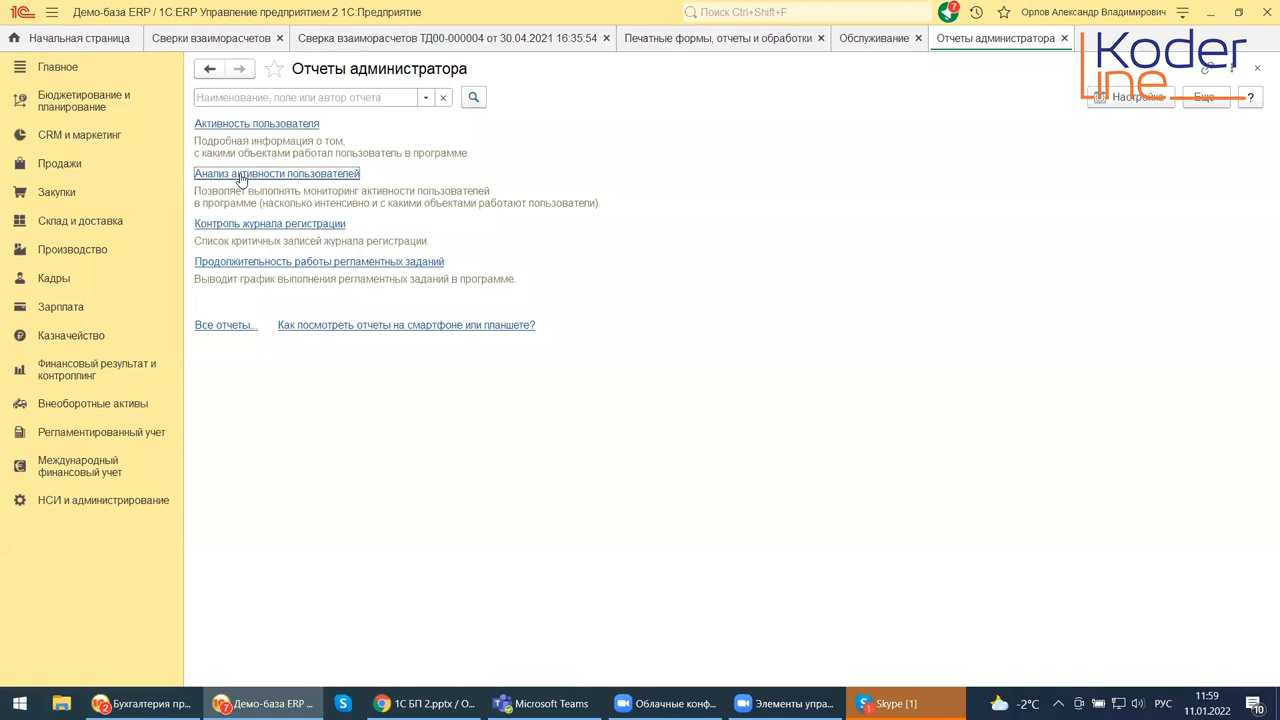 Демо-база ERP / 1С:ERP Управление предприятием 2 1С:Предприятие
Поиск Ctrl+Shift+F
7
Орлов Александр Владимирович
Начальная страница
Сверки взаиморасчетов
Сверка взаиморасчетов ТД00-000004 от 30.04.2021 16:35:54
Печатные формы, отчеты и обработки
Обслуживание
Отчеты администратора
Koder
line
Главное
Бюджетирование и
планирование
CRM и маркетинг
Продажи
Закупки
Склад и доставка
Производство
Кадры
Зарплата
Казначейство
Финансовый результат и
контроллинг
Внеоборотные активы
Регламентированный учет
Международный
финансовый учет
НСИ и администрирование
Отчеты администратора
Наименование, поле или автор отчета
Настройка
Еще
?
Активность пользователя
Подробная информация о том,
с какими объектами работал пользователь в программе.
Анализ активности пользователей
Позволяет выполнять мониторинг активности пользователей
в программе (насколько интенсивно и с какими объектами работают пользователи).
Контроль журнала регистрации
Список критичных записей журнала регистрации.
Продолжительность работы регламентных заданий
Выводит график выполнения регламентных заданий в программе.
Все отчеты...
Как посмотреть отчеты на смартфоне или планшете?
2
Бухгалтерия пр...
7
Демо-база ERP ...
1С БП 2.pptx / О...
Microsoft Teams
Облачные конф...
Элементы упра...
Skype [1]
-2°C
РУС
11:59
11.01.2022
10